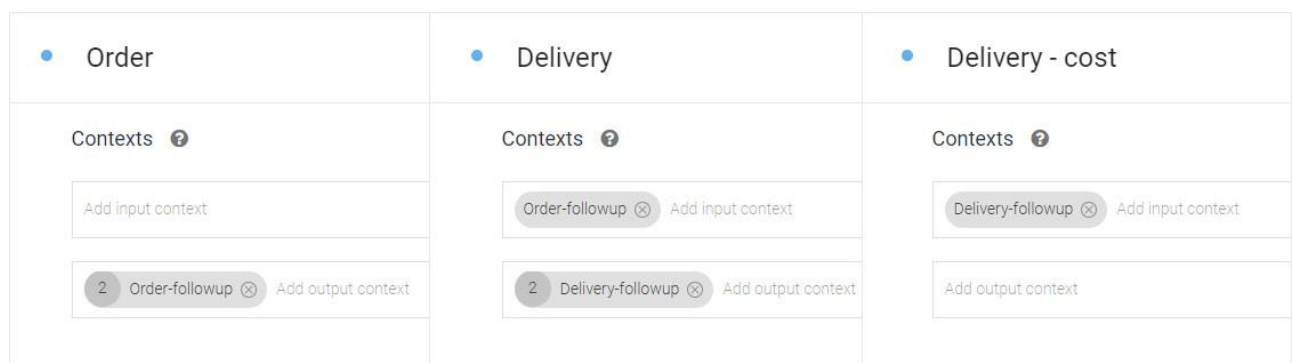 Order
Contexts
Add input context
2 Order-followup Add output context
Delivery
Contexts
Order-followup Add input context
2 Delivery-followup Add output context
Delivery - cost
Contexts
Delivery-followup Add input context
Add output context